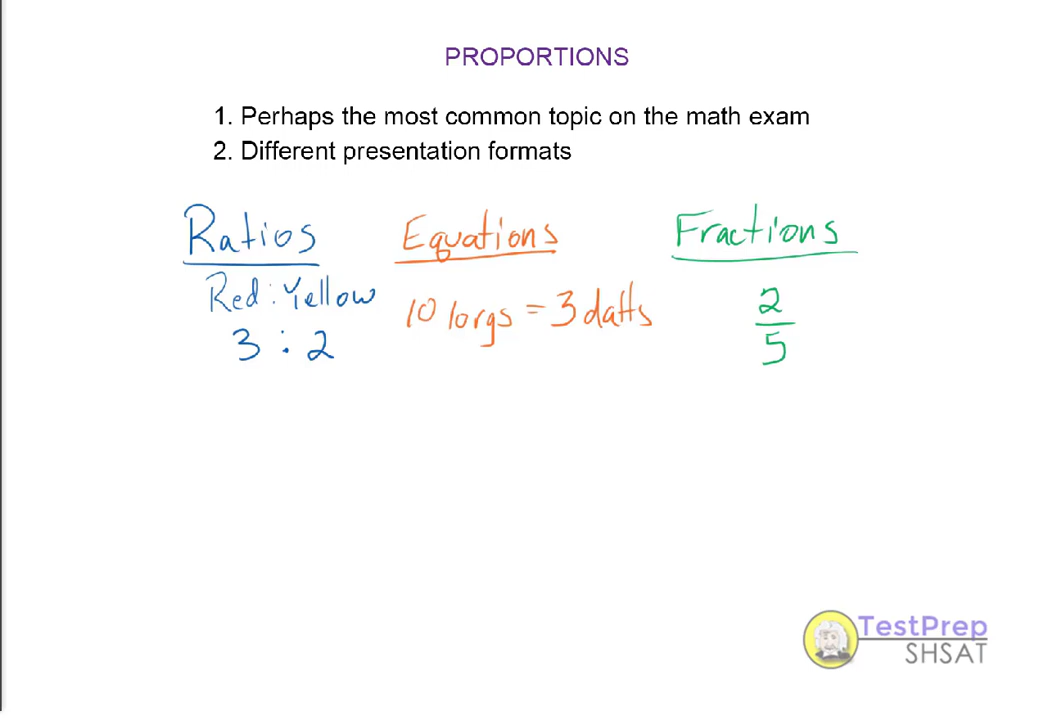 PROPORTIONS
1. Perhaps the most common topic on the math exam
2. Different presentation formats
Ratios Equations Fractions
Red : Yellow
10 lorgs = 3 datts
3 : 2
2
5
TestPrep
SHSAT